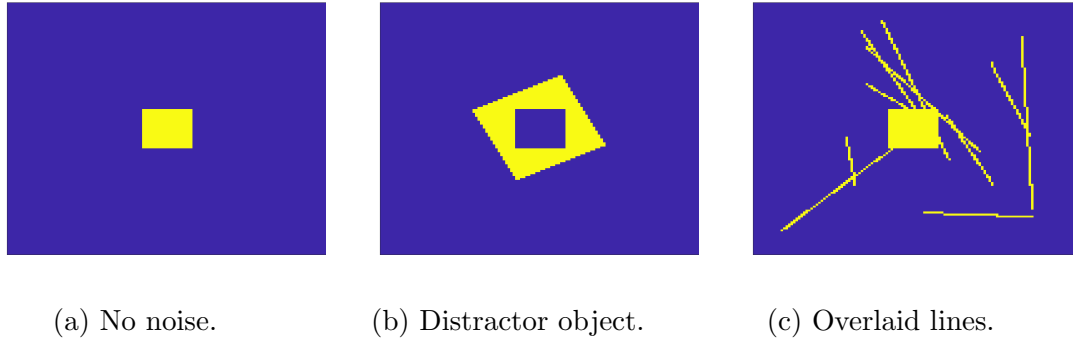 (a) No noise.
(b) Distractor object.
(c) Overlaid lines.